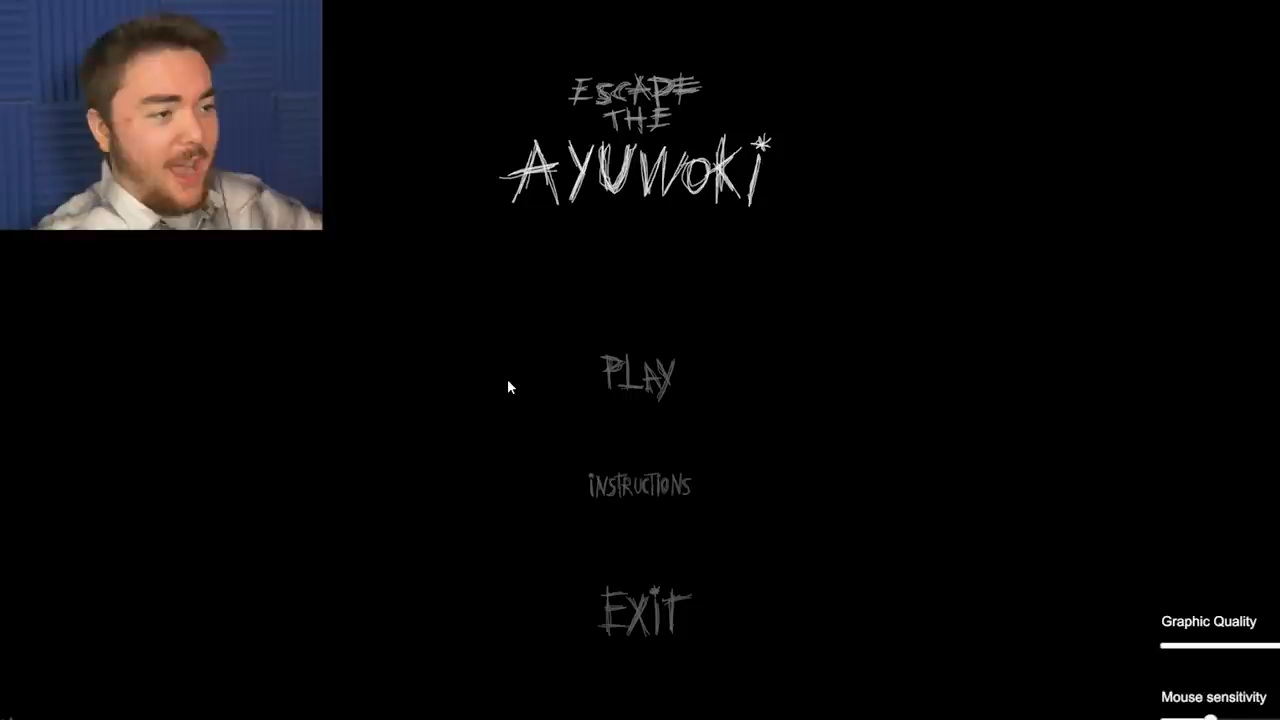 ESCAPE
THE
AYUWOKi
PLAY
iNSTRUCTiONS
EXiT
Graphic Quality
Mouse sensitivity